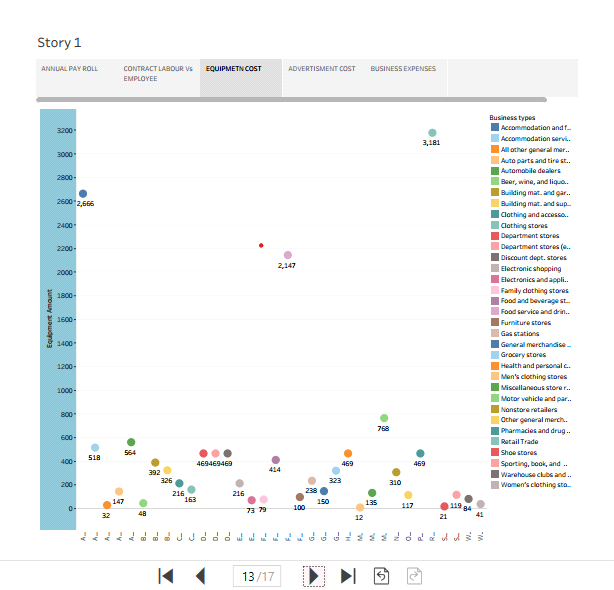 Story 1
ANNUAL PAY ROLL
CONTRACT LABOUR Vs
EMPLOYEE
EQUIPMETN COST
ADVERTISMENT COST
BUSINESS EXPENSES
Equipment Amount
3200
3000
2800
2600
2400
2200
2000
1800
1600
1400
1200
1000
800
600
400
200
0
2,666
518
32
147
564
48
392
326
216
163
469
469
469
216
73
79
414
2,147
100
238
150
323
469
12
135
768
310
117
469
3,181
21
119
84
41
A..
A..
A..
A..
A..
B..
B..
B..
C..
C..
D..
D..
D..
E..
E..
F..
F..
F..
F..
G..
G..
G..
H..
M..
M..
M..
N..
O..
P..
R..
S..
S..
W..
W..
Business types
Accommodation and f..
Accommodation servi..
All other general mer..
Auto parts and tire st..
Automobile dealers
Beer, wine, and liquo..
Building mat. and gar..
Building mat. and sup..
Clothing and accesso..
Clothing stores
Department stores
Department stores (e..
Discount dept. stores
Electronic shopping
Electronics and appli..
Family clothing stores
Food and beverage st..
Food service and drin..
Furniture stores
Gas stations
General merchandise ..
Grocery stores
Health and personal c..
Men's clothing stores
Miscellaneous store r..
Motor vehicle and par..
Nonstore retailers
Other general merch..
Pharmacies and drug ..
Retail Trade
Shoe stores
Sporting, book, and ..
Warehouse clubs and ..
Women's clothing sto..
13 /17